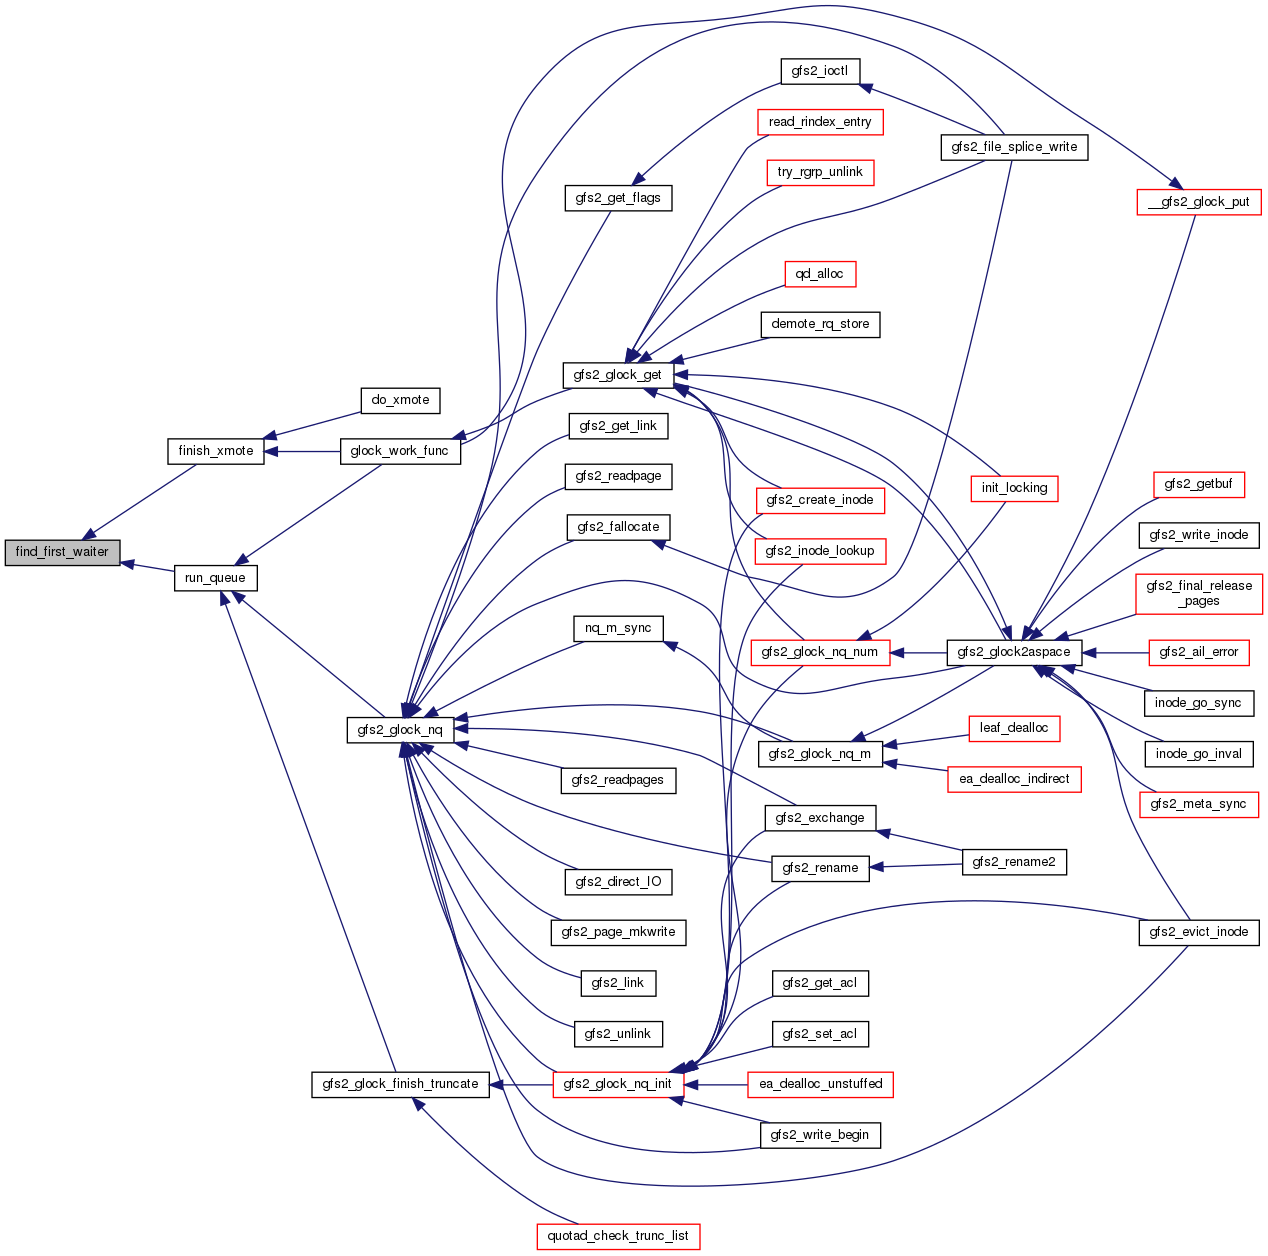 gfs2_ioctl
read_rindex_entry
gfs2_file_splice_write
try_rgrp_unlink
gfs2_get_flags
__gfs2_glock_put
qd_alloc
demote_rq_store
gfs2_glock_get
do_xmote
gfs2_get_link
finish_xmote
glock_work_func
gfs2_readpage
init_locking
gfs2_getbuf
gfs2_create_inode
gfs2_fallocate
gfs2_write_inode
find_first_waiter
gfs2_inode_lookup
run_queue
gfs2_final_release
_pages
nq_m_sync
gfs2_glock_nq_num
gfs2_glock2aspace
gfs2_ail_error
inode_go_sync
gfs2_glock_nq
leaf_dealloc
gfs2_glock_nq_m
inode_go_inval
gfs2_readpages
ea_dealloc_indirect
gfs2_meta_sync
gfs2_exchange
gfs2_rename
gfs2_rename2
gfs2_direct_IO
gfs2_page_mkwrite
gfs2_evict_inode
gfs2_link
gfs2_get_acl
gfs2_unlink
gfs2_set_acl
gfs2_glock_finish_truncate
gfs2_glock_nq_init
ea_dealloc_unstuffed
gfs2_write_begin
quotad_check_trunc_list